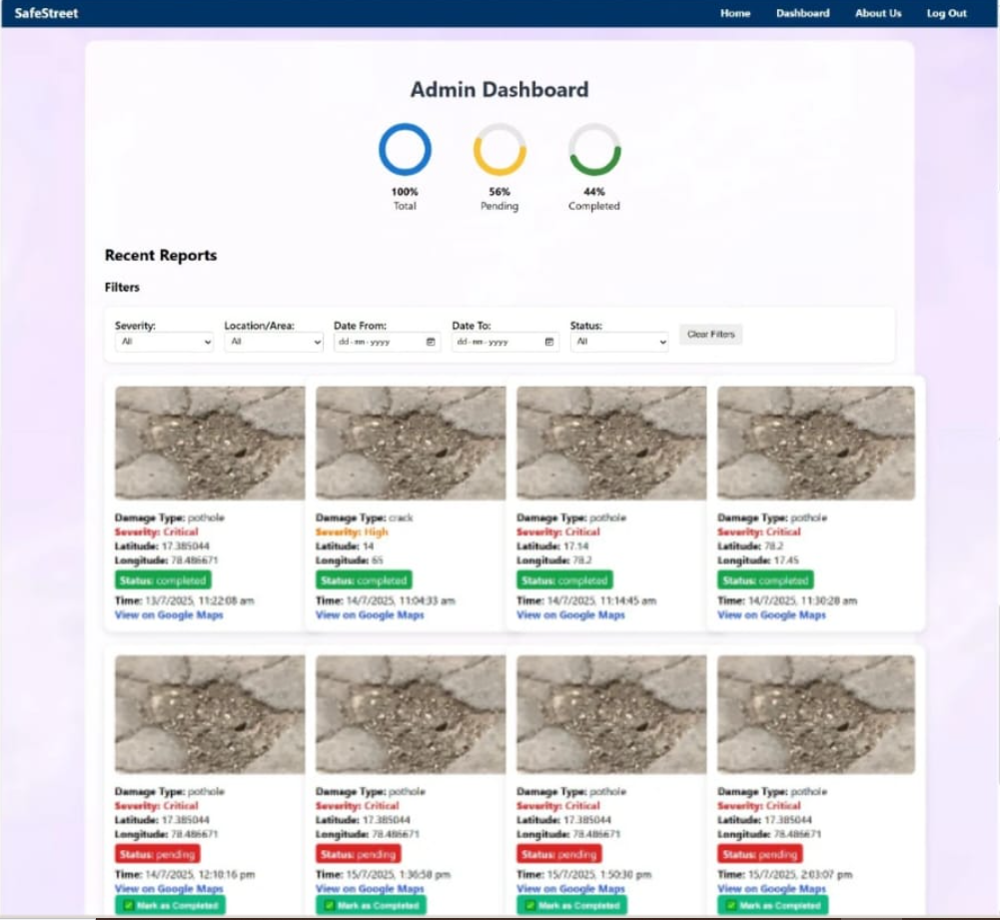 SafeStreet Home Dashboard About Us Log Out
Admin Dashboard
100% 56% 44%
Total Pending Completed
Recent Reports
Filters
Severity: Location/Area: Date From: Date To: Status:
All All dd-mm-yyyy dd-mm-yyyy All Clear Filters
Damage Type: pothole Damage Type: crack Damage Type: pothole Damage Type: pothole
Severity: Critical Severity: High Severity: Critical Severity: Critical
Latitude: 17.385044 Latitude: 14 Latitude: 17.14 Latitude: 78.2
Longitude: 78.486671 Longitude: 65 Longitude: 78.2 Longitude: 17.45
Status: completed Status: completed Status: completed Status: completed
Time: 13/7/2025, 11:22:08 am Time: 14/7/2025, 11:04:33 am Time: 14/7/2025, 11:14:45 am Time: 14/7/2025, 11:30:28 am
View on Google Maps View on Google Maps View on Google Maps View on Google Maps
Damage Type: pothole Damage Type: pothole Damage Type: pothole Damage Type: pothole
Severity: Critical Severity: Critical Severity: Critical Severity: Critical
Latitude: 17.385044 Latitude: 17.385044 Latitude: 17.385044 Latitude: 17.385044
Longitude: 78.486671 Longitude: 78.486671 Longitude: 78.486671 Longitude: 78.486671
Status: pending Status: pending Status: pending Status: pending
Time: 14/7/2025, 12:10:16 pm Time: 15/7/2025, 1:36:58 pm Time: 15/7/2025, 1:50:30 pm Time: 15/7/2025, 2:03:07 pm
View on Google Maps View on Google Maps View on Google Maps View on Google Maps
Mark as Completed Mark as Completed Mark as Completed Mark as Completed